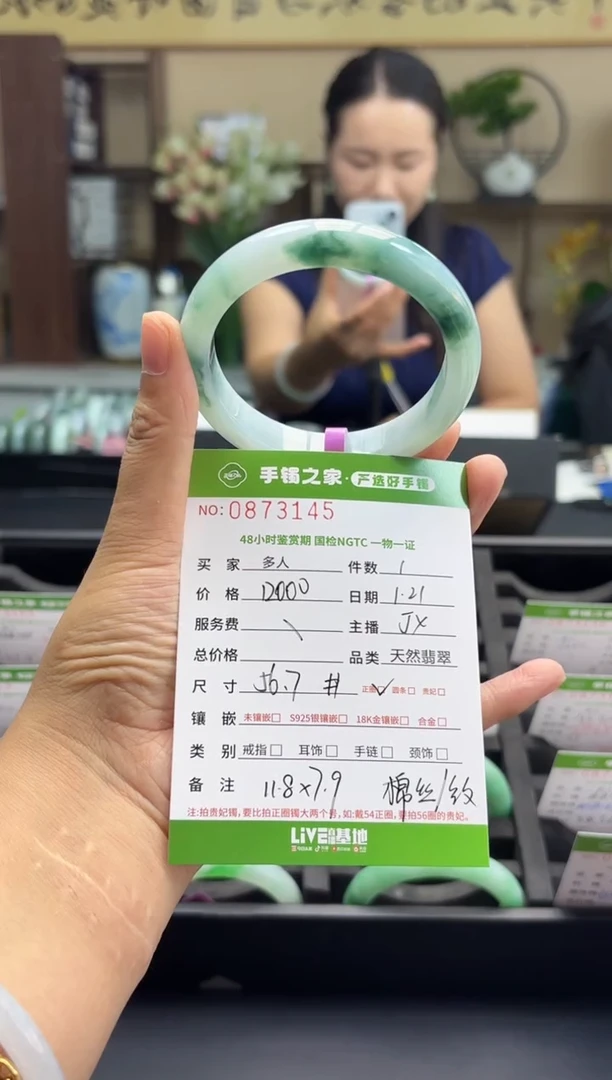 手镯之家·严选好手镯
NO:0873145
48小时鉴赏期 国检NGTC 一物一证
买 家 多人 件数 1
价 格 12000 日期 1.21
服务费 \ 主播 JX
总价格 品类 天然翡翠
尺 寸 56.7 # 正圈☑ 圆条□ 贵妃□
镶 嵌 未镶嵌□ S925银镶嵌□ 18K金镶嵌□ 合金□
类 别 戒指□ 耳饰□ 手链□ 颈饰□
备 注 11.8×7.9 棉丝/纹
注:拍贵妃镯,要比拍正圈镯大两个号,如:戴54正圈,要拍56圈的贵妃。
LiVE 基地